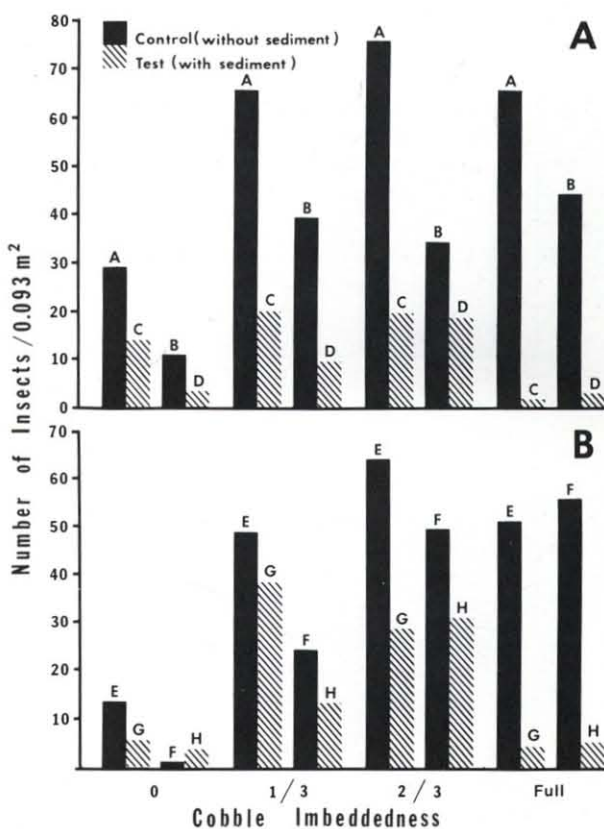 80
70
60
50
40
30
20
10
0
Control (without sediment)
Test (with sediment)
A
A C B D
A C B D
A C B D
A C B D
Number of Insects / 0.093 m²
70
60
50
40
30
20
10
B
E G F H
E G F H
E G F H
E G F H
0 1/3 2/3 Full
Cobble Imbeddedness